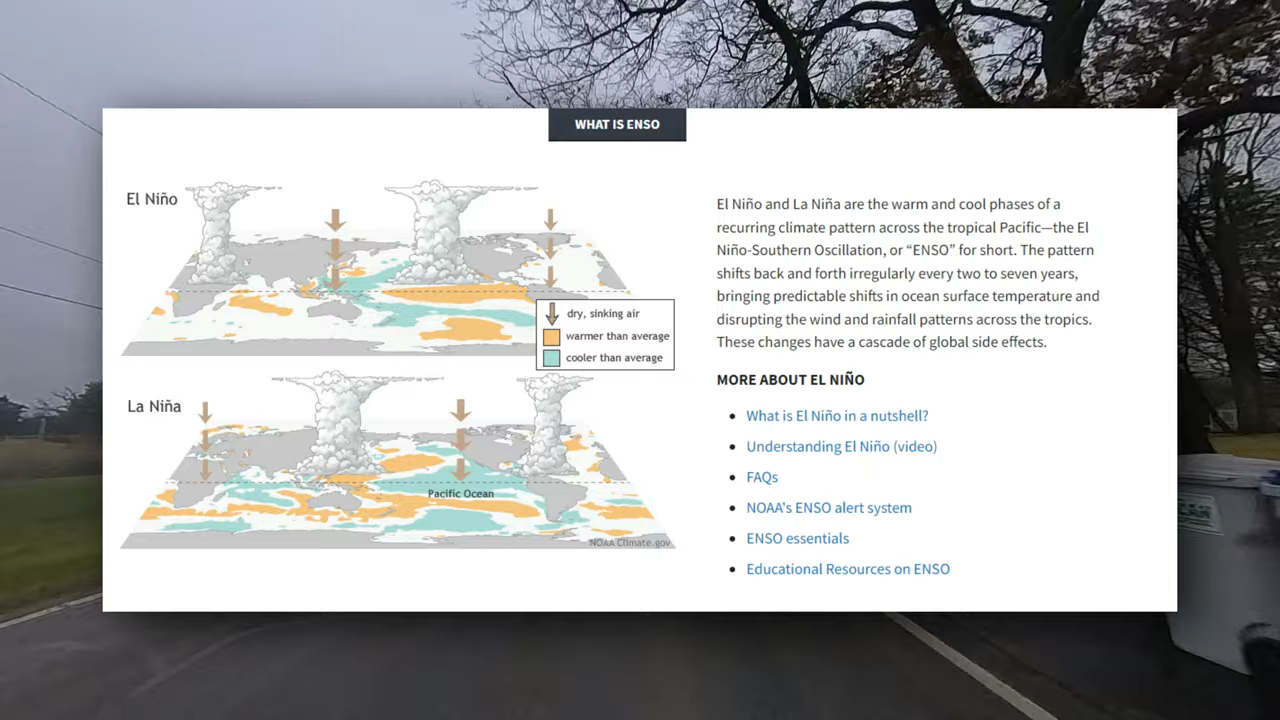 WHAT IS ENSO
El Niño
dry, sinking air
warmer than average
cooler than average
La Niña
Pacific Ocean
NOAA Climate.gov
El Niño and La Niña are the warm and cool phases of a
recurring climate pattern across the tropical Pacific—the El
Niño-Southern Oscillation, or “ENSO” for short. The pattern
shifts back and forth irregularly every two to seven years,
bringing predictable shifts in ocean surface temperature and
disrupting the wind and rainfall patterns across the tropics.
These changes have a cascade of global side effects.
MORE ABOUT EL NIÑO
What is El Niño in a nutshell?
Understanding El Niño (video)
FAQs
NOAA's ENSO alert system
ENSO essentials
Educational Resources on ENSO